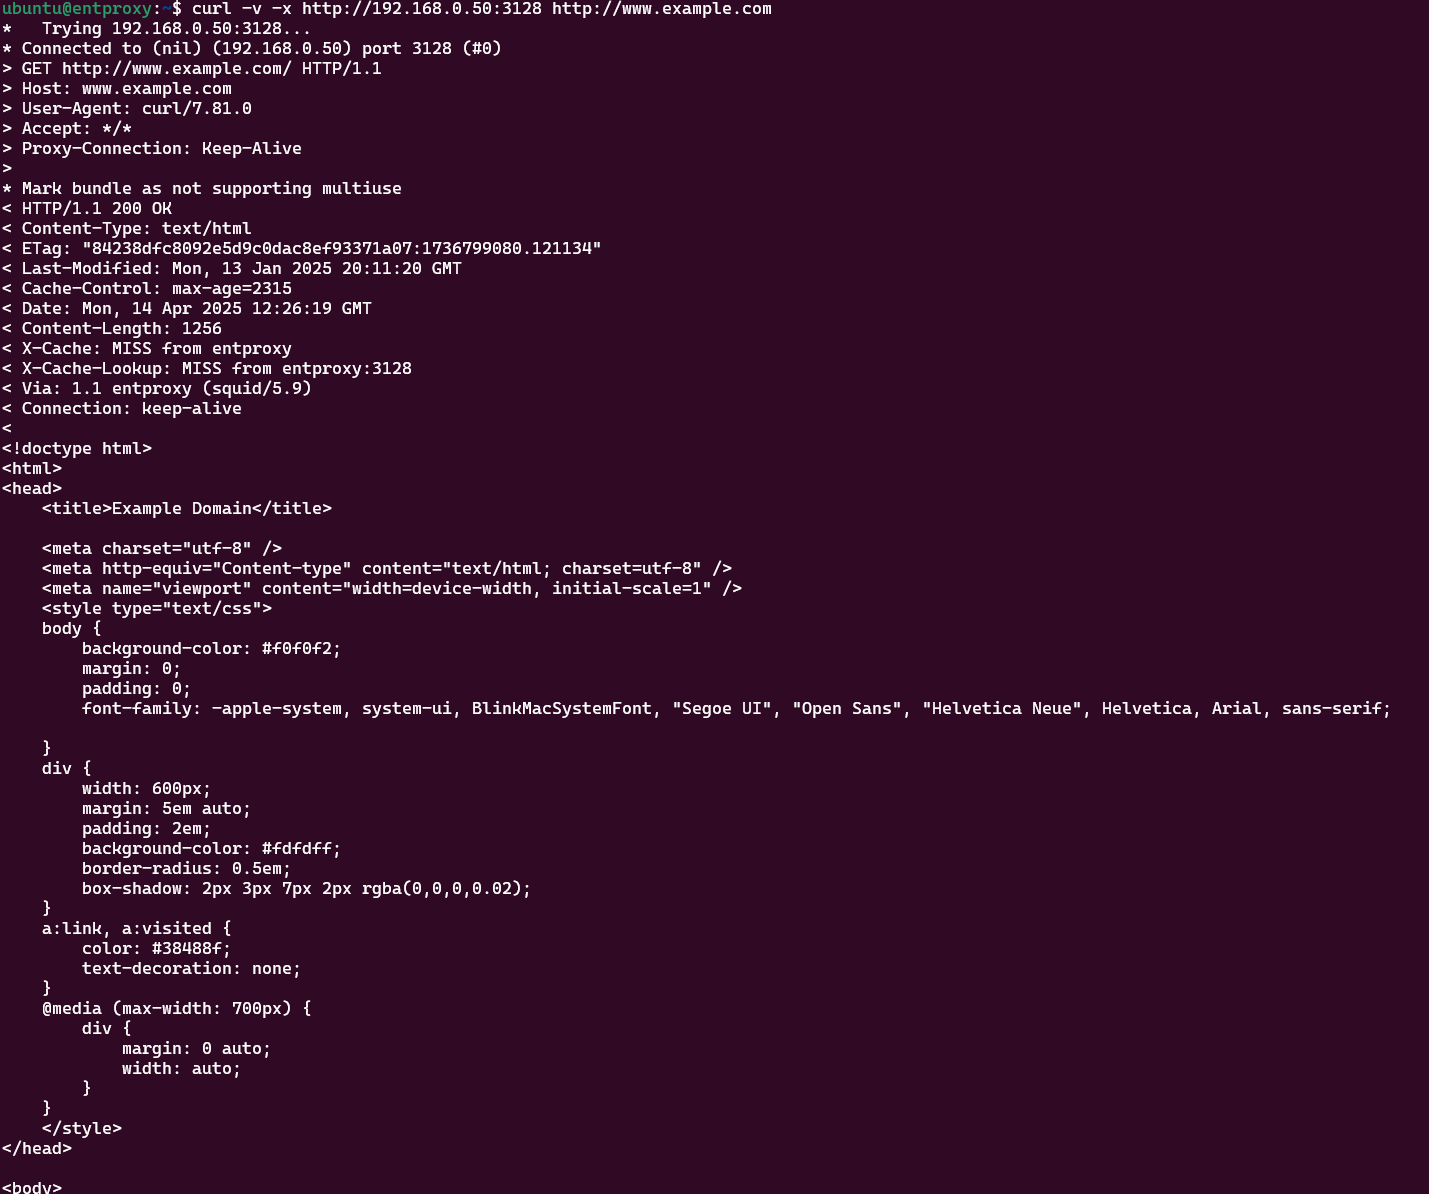 ubuntu@entproxy:~$ curl -v -x http://192.168.0.50:3128 http://www.example.com
*   Trying 192.168.0.50:3128...
* Connected to (nil) (192.168.0.50) port 3128 (#0)
> GET http://www.example.com/ HTTP/1.1
> Host: www.example.com
> User-Agent: curl/7.81.0
> Accept: */*
> Proxy-Connection: Keep-Alive
>
* Mark bundle as not supporting multiuse
< HTTP/1.1 200 OK
< Content-Type: text/html
< ETag: "84238dfc8092e5d9c0dac8ef93371a07:1736799080.121134"
< Last-Modified: Mon, 13 Jan 2025 20:11:20 GMT
< Cache-Control: max-age=2315
< Date: Mon, 14 Apr 2025 12:26:19 GMT
< Content-Length: 1256
< X-Cache: MISS from entproxy
< X-Cache-Lookup: MISS from entproxy:3128
< Via: 1.1 entproxy (squid/5.9)
< Connection: keep-alive
<
<!doctype html>
<html>
<head>
    <title>Example Domain</title>

    <meta charset="utf-8" />
    <meta http-equiv="Content-type" content="text/html; charset=utf-8" />
    <meta name="viewport" content="width=device-width, initial-scale=1" />
    <style type="text/css">
    body {
        background-color: #f0f0f2;
        margin: 0;
        padding: 0;
        font-family: -apple-system, system-ui, BlinkMacSystemFont, "Segoe UI", "Open Sans", "Helvetica Neue", Helvetica, Arial, sans-serif;

    }
    div {
        width: 600px;
        margin: 5em auto;
        padding: 2em;
        background-color: #fdfdff;
        border-radius: 0.5em;
        box-shadow: 2px 3px 7px 2px rgba(0,0,0,0.02);
    }
    a:link, a:visited {
        color: #38488f;
        text-decoration: none;
    }
    @media (max-width: 700px) {
        div {
            margin: 0 auto;
            width: auto;
        }
    }
    </style>
</head>

<body>